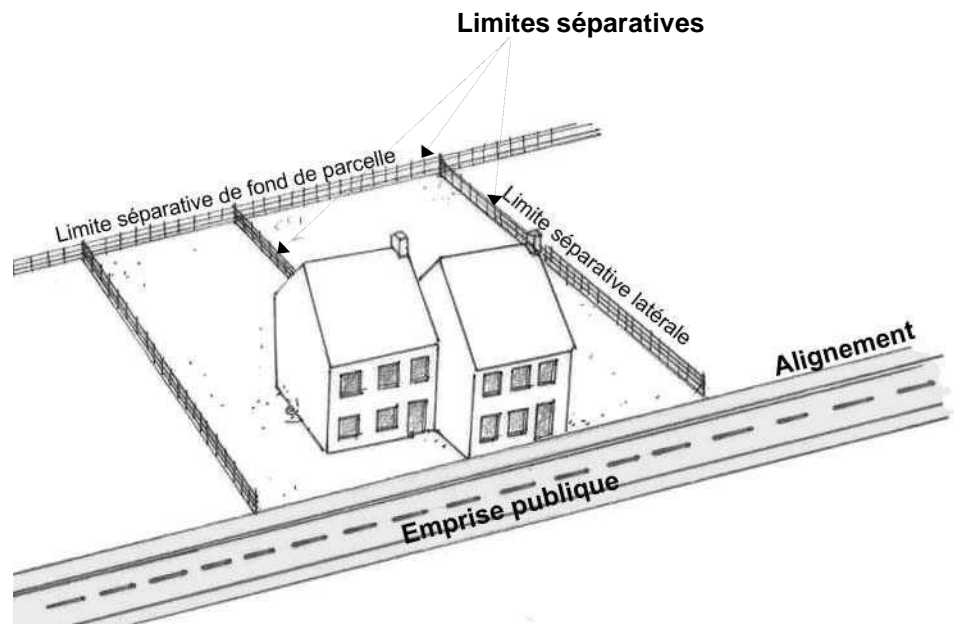 Limites séparatives
Limite séparative de fond de parcelle
Limite séparative latérale
Alignement
Emprise publique